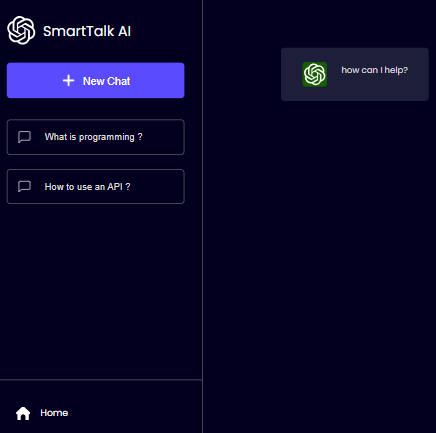 SmartTalk AI
New Chat
What is programming ?
How to use an API ?
Home
how can I help?